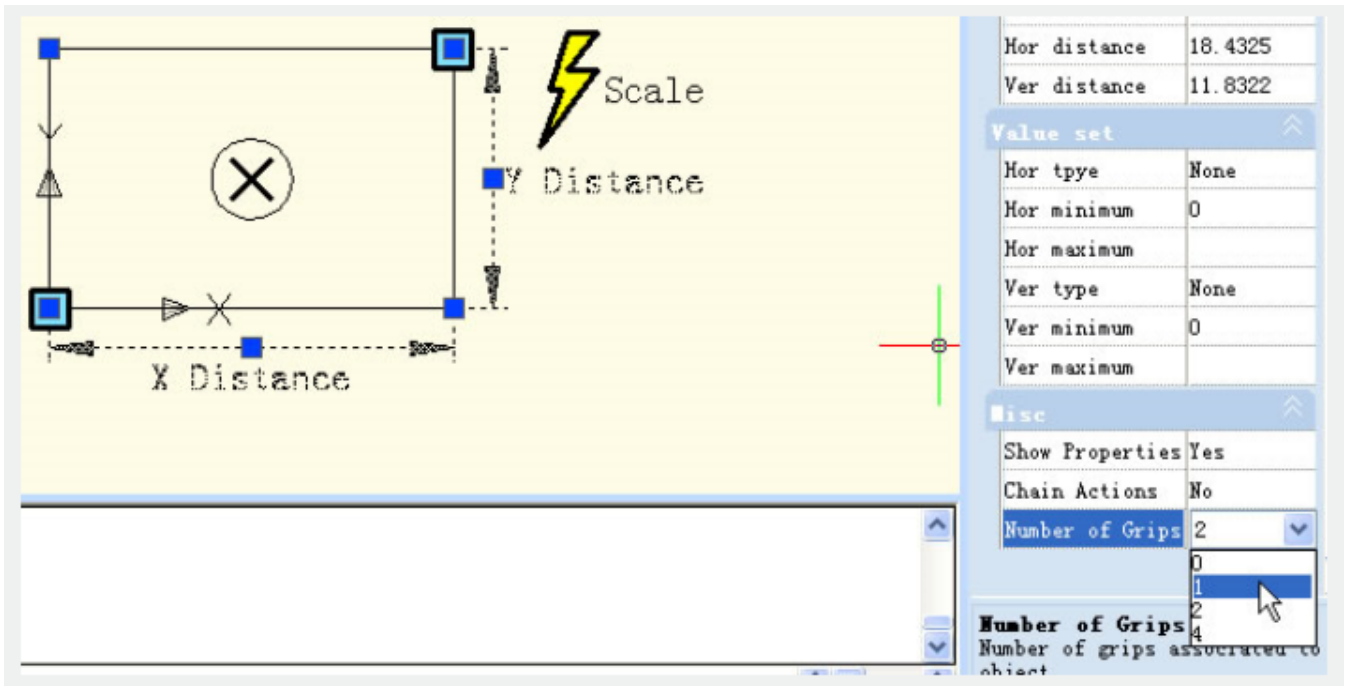 Scale
Y Distance
X Distance
Hor distance 18.4325
Ver distance 11.8322
Value set
Hor tpye None
Hor minimum 0
Hor maximum
Ver type None
Ver minimum 0
Ver maximum
Misc
Show Properties Yes
Chain Actions No
Number of Grips 2
0
1
2
4
Number of Grips
Number of grips associated to
object